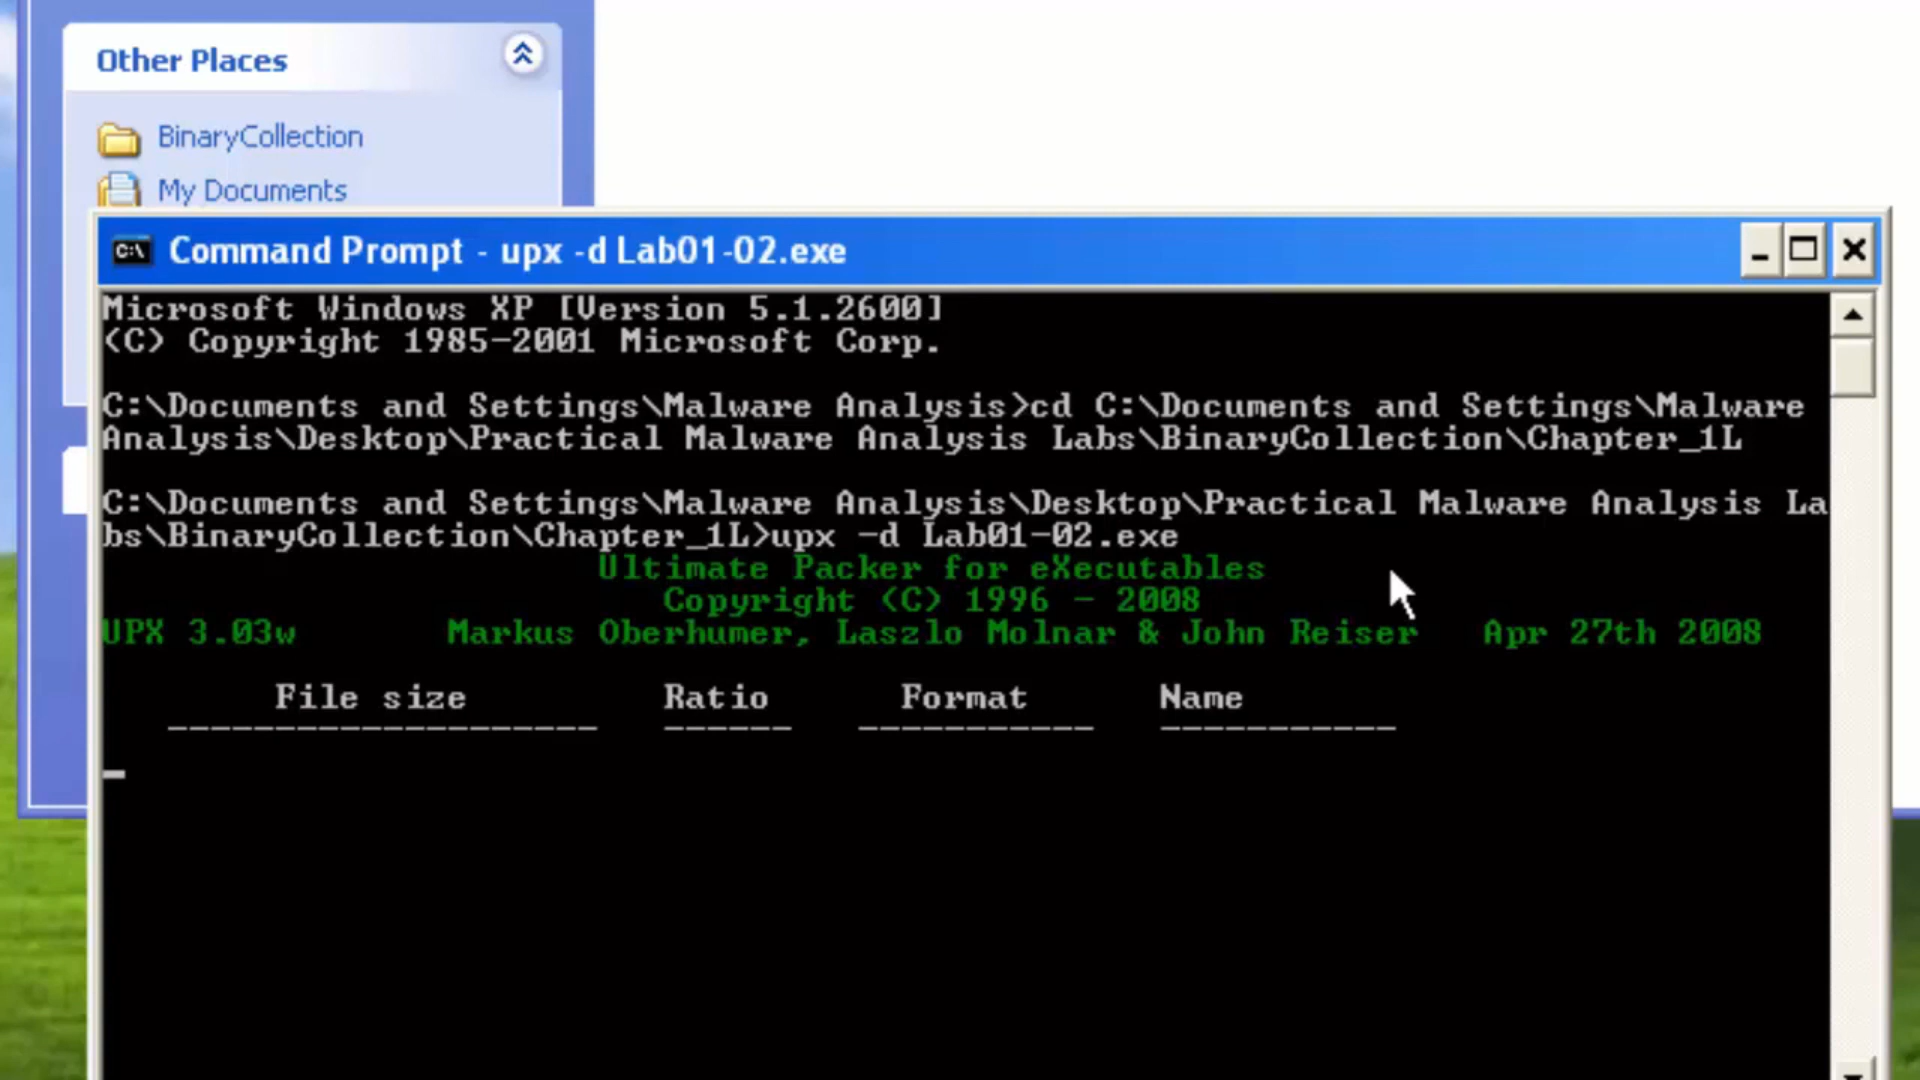 Other Places
BinaryCollection
My Documents
Command Prompt - upx -d Lab01-02.exe
Microsoft Windows XP [Version 5.1.2600]
(C) Copyright 1985-2001 Microsoft Corp.
C:\Documents and Settings\Malware Analysis>cd C:\Documents and Settings\Malware
Analysis\Desktop\Practical Malware Analysis Labs\BinaryCollection\Chapter_1L
C:\Documents and Settings\Malware Analysis\Desktop\Practical Malware Analysis La
bs\BinaryCollection\Chapter_1L>upx -d Lab01-02.exe
Ultimate Packer for eXecutables
Copyright (C) 1996 - 2008
UPX 3.03w Markus Oberhumer, Laszlo Molnar & John Reiser Apr 27th 2008
File size Ratio Format Name
-------------------- ------ ----------- -----------